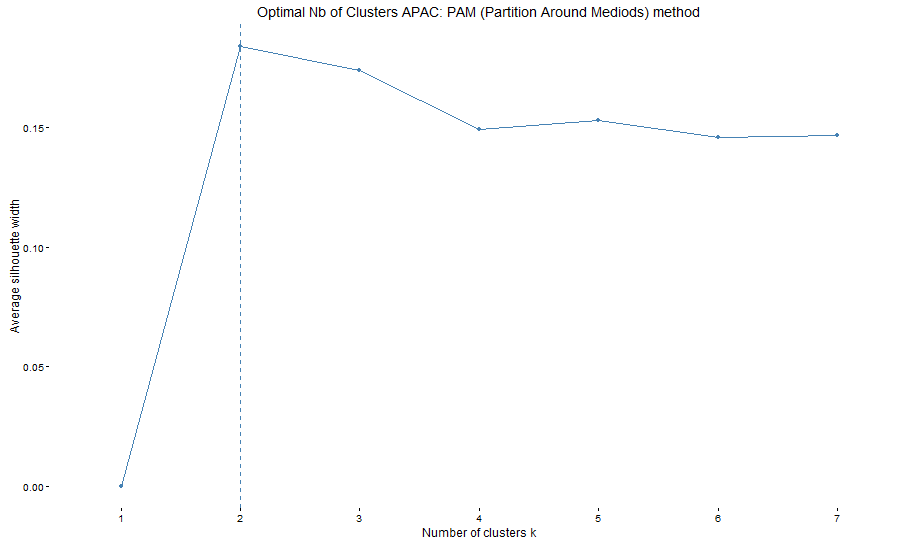 Optimal Nb of Clusters APAC: PAM (Partition Around Mediods) method
Average silhouette width
0.15
0.10
0.05
0.00
1 2 3 4 5 6 7
Number of clusters k